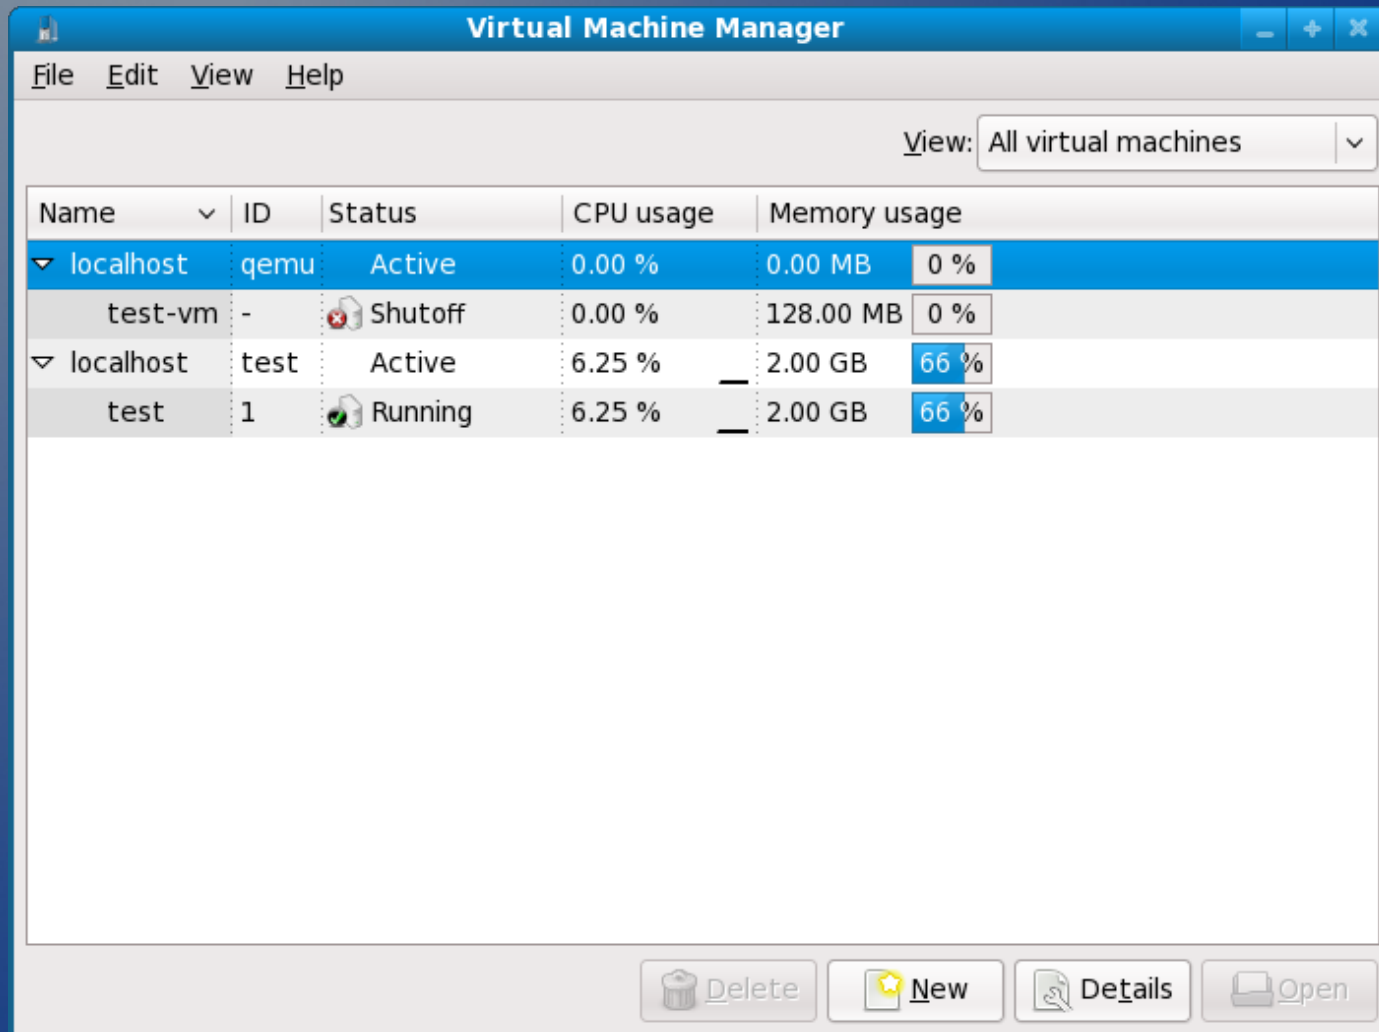 Virtual Machine Manager
File Edit View Help
View: All virtual machines
Name ID Status CPU usage Memory usage
localhost qemu Active 0.00 % 0.00 MB 0 %
test-vm - Shutoff 0.00 % 128.00 MB 0 %
localhost test Active 6.25 % 2.00 GB 66 %
test 1 Running 6.25 % 2.00 GB 66 %
Delete New Details Open